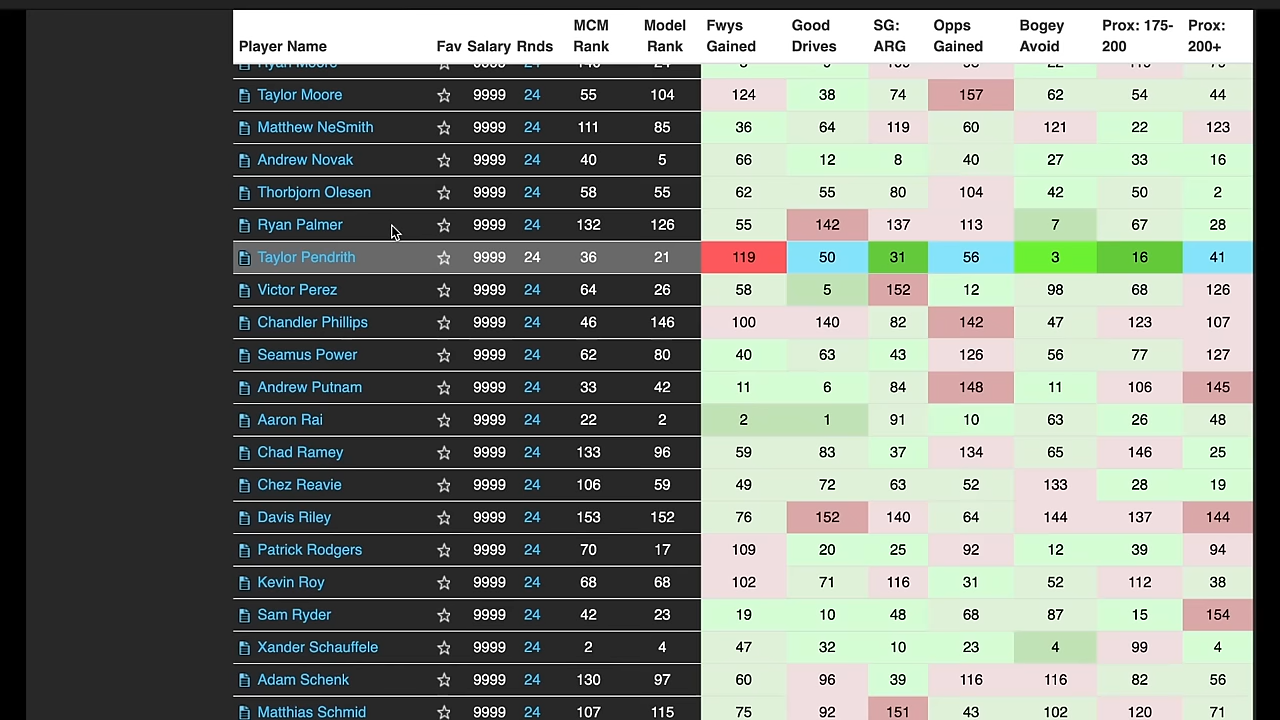 Player Name Fav Salary Rnds MCM Rank Model Rank Fwys Gained Good Drives SG: ARG Opps Gained Bogey Avoid Prox: 175-200 Prox: 200+
Taylor Moore 9999 24 55 104 124 38 74 157 62 54 44
Matthew NeSmith 9999 24 111 85 36 64 119 60 121 22 123
Andrew Novak 9999 24 40 5 66 12 8 40 27 33 16
Thorbjorn Olesen 9999 24 58 55 62 55 80 104 42 50 2
Ryan Palmer 9999 24 132 126 55 142 137 113 7 67 28
Taylor Pendrith 9999 24 36 21 119 50 31 56 3 16 41
Victor Perez 9999 24 64 26 58 5 152 12 98 68 126
Chandler Phillips 9999 24 46 146 100 140 82 142 47 123 107
Seamus Power 9999 24 62 80 40 63 43 126 56 77 127
Andrew Putnam 9999 24 33 42 11 6 84 148 11 106 145
Aaron Rai 9999 24 22 2 2 1 91 10 63 26 48
Chad Ramey 9999 24 133 96 59 83 37 134 65 146 25
Chez Reavie 9999 24 106 59 49 72 63 52 133 28 19
Davis Riley 9999 24 153 152 76 152 140 64 144 137 144
Patrick Rodgers 9999 24 70 17 109 20 25 92 12 39 94
Kevin Roy 9999 24 68 68 102 71 116 31 52 112 38
Sam Ryder 9999 24 42 23 19 10 48 68 87 15 154
Xander Schauffele 9999 24 2 4 47 32 10 23 4 99 4
Adam Schenk 9999 24 130 97 60 96 39 116 116 82 56
Matthias Schmid 9999 24 107 115 75 92 151 43 102 120 71